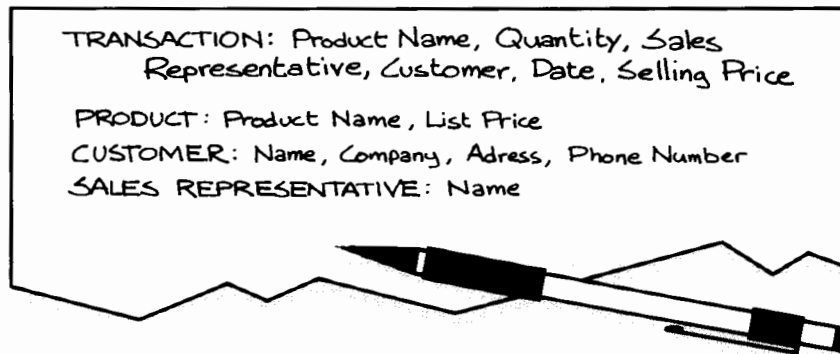 TRANSACTION: Product Name, Quantity, Sales
Representative, Customer, Date, Selling Price
PRODUCT: Product Name, List Price
CUSTOMER: Name, Company, Adress, Phone Number
SALES REPRESENTATIVE: Name